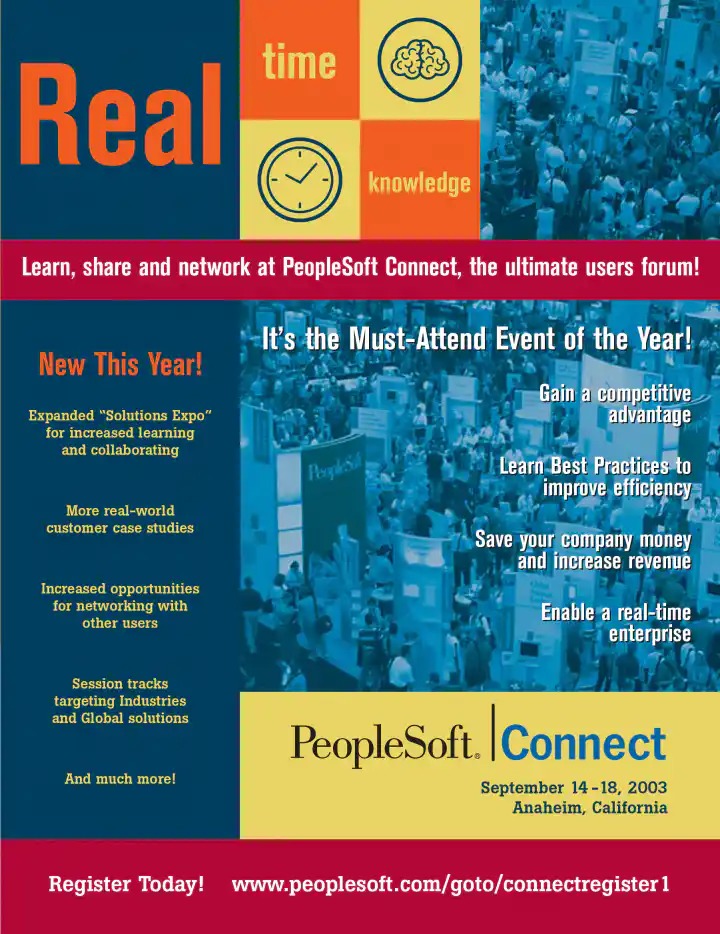 Real
time
knowledge
Learn, share and network at PeopleSoft Connect, the ultimate users forum!
New This Year!
Expanded “Solutions Expo”
for increased learning
and collaborating
More real-world
customer case studies
Increased opportunities
for networking with
other users
Session tracks
targeting Industries
and Global solutions
And much more!
It’s the Must-Attend Event of the Year!
Gain a competitive
advantage
Learn Best Practices to
improve efficiency
Save your company money
and increase revenue
Enable a real-time
enterprise
PeopleSoft
PeopleSoft® | Connect
September 14-18, 2003
Anaheim, California
Register Today! www.peoplesoft.com/goto/connectregister1